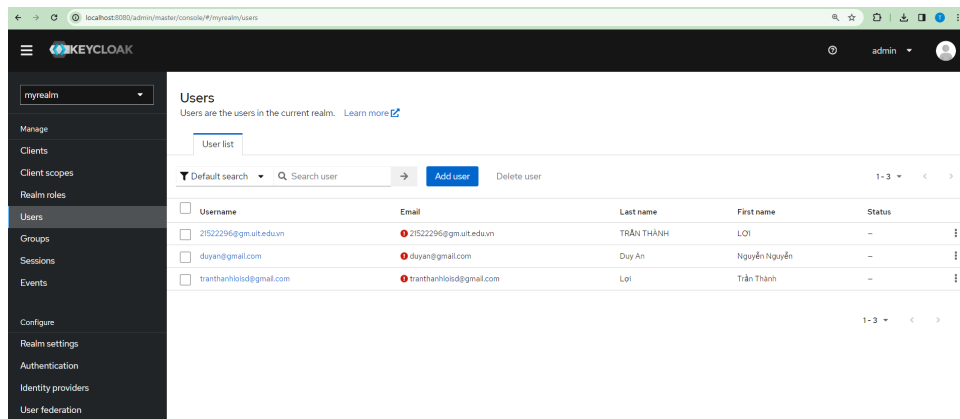 localhost:8080/admin/master/console/#/myrealm/users
KEYCLOAK
admin
myrealm
Manage
Clients
Client scopes
Realm roles
Users
Groups
Sessions
Events
Configure
Realm settings
Authentication
Identity providers
User federation
Users
Users are the users in the current realm. Learn more
User list
Default search Search user Add user Delete user 1 - 3
Username Email Last name First name Status
21522296@gm.uit.edu.vn 21522296@gm.uit.edu.vn TRẦN THÀNH LỢI –
duyan@gmail.com duyan@gmail.com Duy An Nguyễn Nguyễn –
tranthanhloisd@gmail.com tranthanhloisd@gmail.com Lợi Trần Thành –
1 - 3